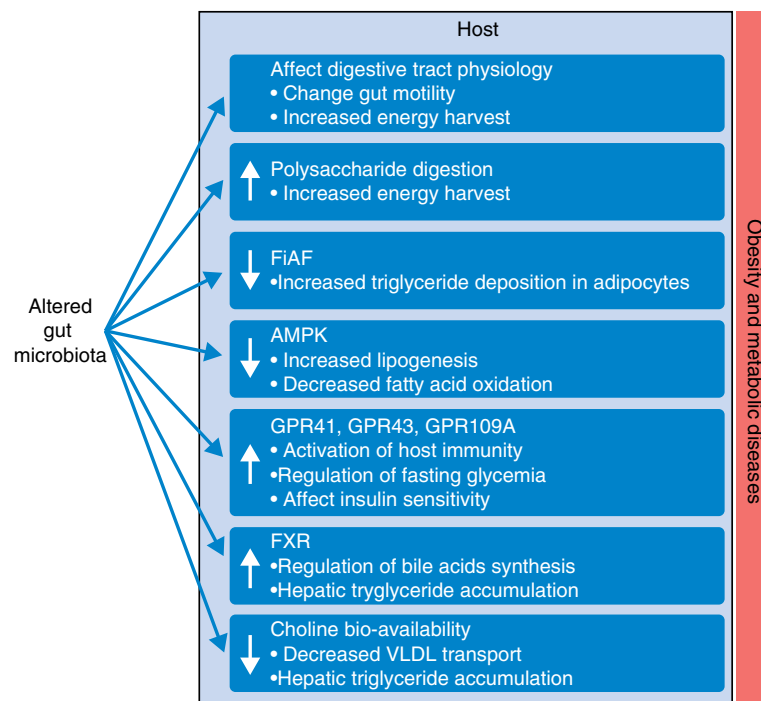 Host
Affect digestive tract physiology
• Change gut motility
• Increased energy harvest
Polysaccharide digestion
• Increased energy harvest
FiAF
•Increased triglyceride deposition in adipocytes
Altered
gut
microbiota
AMPK
• Increased lipogenesis
• Decreased fatty acid oxidation
GPR41, GPR43, GPR109A
• Activation of host immunity
•Regulation of fasting glycemia
• Affect insulin sensitivity
FXR
•Regulation of bile acids synthesis
•Hepatic tryglyceride accumulation
Choline bio-availability
• Decreased VLDL transport
•Hepatic triglyceride accumulation
Obesity and metabolic diseases